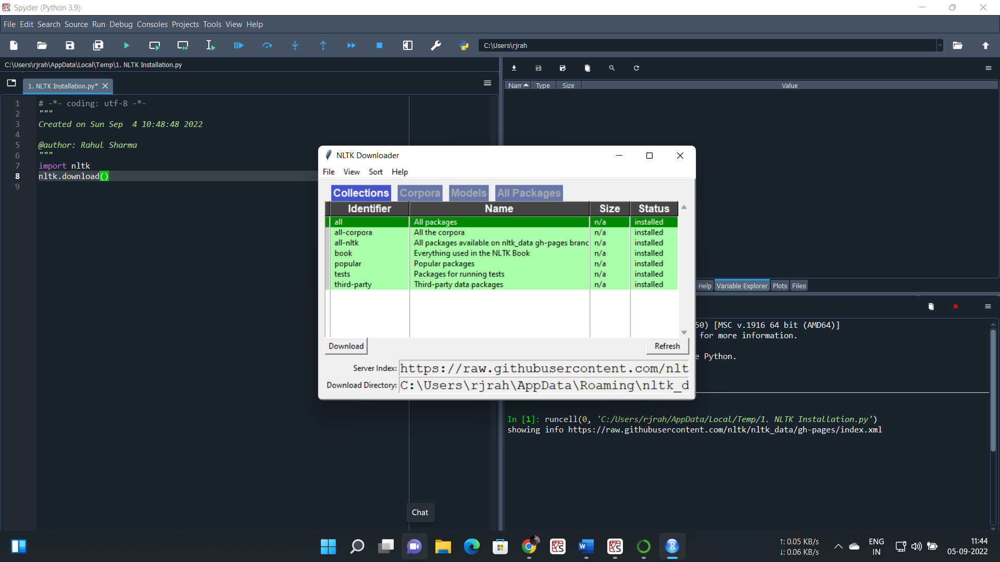 Spyder (Python 3.9)
File Edit Search Source Run Debug Consoles Projects Tools View Help
C:\Users\rjrah
C:\Users\rjrah\AppData\Local\Temp\1. NLTK Installation.py
1. NLTK Installation.py*
Nam Type Size Value
1 # -*- coding: utf-8 -*-
2 """
3 Created on Sun Sep  4 10:48:48 2022
4
5 @author: Rahul Sharma
6 """
7 import nltk
8 nltk.download()
9
NLTK Downloader
File View Sort Help
Collections Corpora Models All Packages
Identifier Name Size Status
all All packages n/a installed
all-corpora All the corpora n/a installed
all-nltk All packages available on nltk_data gh-pages branc n/a installed
book Everything used in the NLTK Book n/a installed
popular Popular packages n/a installed
tests Packages for running tests n/a installed
third-party Third-party data packages n/a installed
Download Refresh
Server Index: https://raw.githubusercontent.com/nlt
Download Directory: C:\Users\rjrah\AppData\Roaming\nltk_d
Help Variable Explorer Plots Files
50) [MSC v.1916 64 bit (AMD64)]
for more information.
e Python.
In [1]: runcell(0, 'C:/Users/rjrah/AppData/Local/Temp/1. NLTK Installation.py')
showing info https://raw.githubusercontent.com/nltk/nltk_data/gh-pages/index.xml
Chat
↑: 0.05 KB/s
↓: 0.06 KB/s
ENG
IN
11:44
05-09-2022